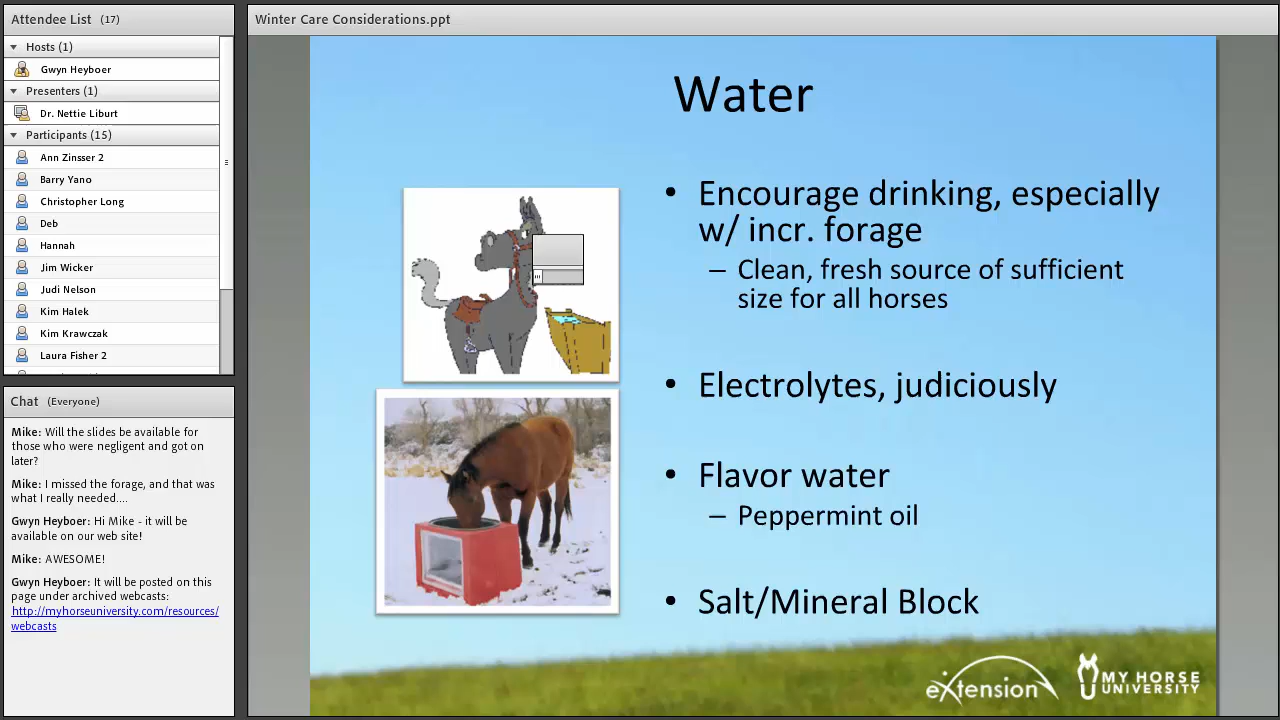 Attendee List (17)
Hosts (1)
Gwyn Heyboer
Presenters (1)
Dr. Nettie Liburt
Participants (15)
Ann Zinsser 2
Barry Yano
Christopher Long
Deb
Hannah
Jim Wicker
Judi Nelson
Kim Halek
Kim Krawczak
Laura Fisher 2
Chat (Everyone)
Mike: Will the slides be available for
those who were negligent and got on
later?
Mike: I missed the forage, and that was
what I really needed....
Gwyn Heyboer: Hi Mike - it will be
available on our web site!
Mike: AWESOME!
Gwyn Heyboer: It will be posted on this
page under archived webcasts:
http://myhorseuniversity.com/resources/
webcasts
Winter Care Considerations.ppt
Water
• Encourage drinking, especially
w/ incr. forage
– Clean, fresh source of sufficient
size for all horses
• Electrolytes, judiciously
• Flavor water
– Peppermint oil
• Salt/Mineral Block
eXtension
MY HORSE
UNIVERSITY